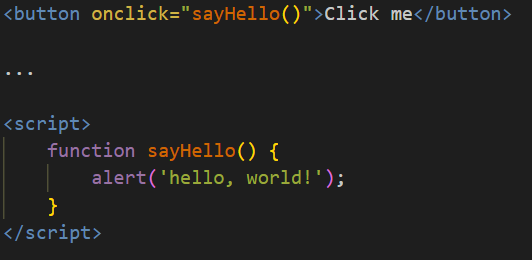 <button onclick="sayHello()">Click me</button>
...
<script>
    function sayHello() {
        alert('hello, world!');
    }
</script>